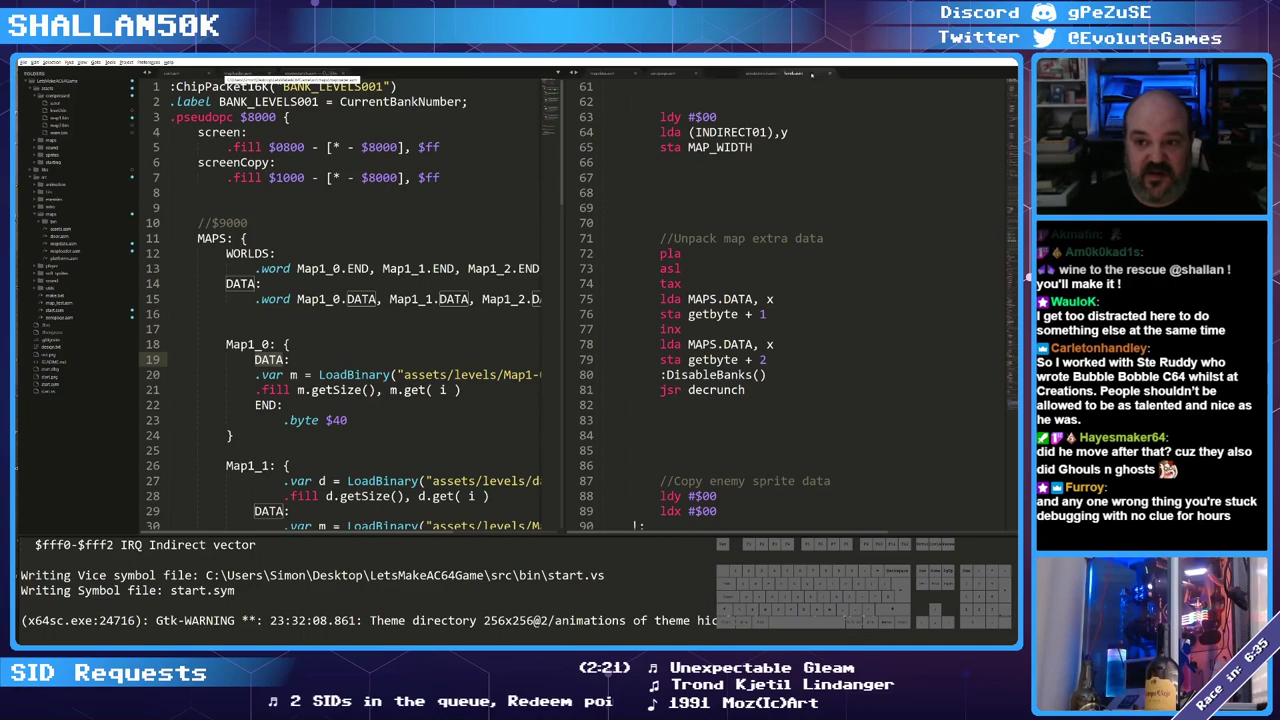 SHALLAN50K
Discord gPeZuSE
Twitter @EvoluteGames
1 :ChipPacket16K("BANK_LEVELS001")
2 .label BANK_LEVELS001 = CurrentBankNumber;
3 .pseudopc $8000 {
4 screen:
5 .fill $0800 - [* - $8000], $ff
6 screenCopy:
7 .fill $1000 - [* - $8000], $ff
8
9
10 //$9000
11 MAPS: {
12 WORLDS:
13 .word Map1_0.END, Map1_1.END, Map1_2.END
14 DATA:
15 .word Map1_0.DATA, Map1_1.DATA, Map1_2.DA
16
17
18 Map1_0: {
19 DATA:
20 .var m = LoadBinary("assets/levels/Map1-
21 .fill m.getSize(), m.get( i )
22 END:
23 .byte $40
24 }
25
26 Map1_1: {
27 .var d = LoadBinary("assets/levels/da
28 .fill d.getSize(), d.get( i )
29 DATA:
30 .var m = LoadBinary("assets/levels/Ma
61
62
63 ldy #$00
64 lda (INDIRECT01),y
65 sta MAP_WIDTH
66
67
68
69
70
71 //Unpack map extra data
72 pla
73 asl
74 tax
75 lda MAPS.DATA, x
76 sta getbyte + 1
77 inx
78 lda MAPS.DATA, x
79 sta getbyte + 2
80 :DisableBanks()
81 jsr decrunch
82
83
84
85
86
87 //Copy enemy sprite data
88 ldy #$00
89 ldx #$00
90 !:
$fff0-$fff2 IRQ Indirect vector
Writing Vice symbol file: C:\Users\Simon\Desktop\LetsMakeAC64Game\src\bin\start.vs
Writing Symbol file: start.sym
(x64sc.exe:24716): Gtk-WARNING **: 23:32:08.861: Theme directory 256x256@2/animations of theme hic
Akmafin:
Am0k0kad1s:
wine to the rescue @shallan !
you'll make it !
WauloK:
I get too distracted here to do
something else at the same time
Carletonhandley:
So I worked with Ste Ruddy who
wrote Bubble Bobble C64 whilst at
Creations. People shouldn't be
allowed to be as talented and nice as
he was.
Hayesmaker64:
did he move after that? cuz they also
did Ghouls n ghosts
Furroy:
and any one wrong thing you're stuck
debugging with no clue for hours
Race in: 6:35
SID Requests
(2:21)
Unexpectable Gleam
Trond Kjetil Lindanger
1991 Moz(Ic)Art
2 SIDs in the queue, Redeem poi